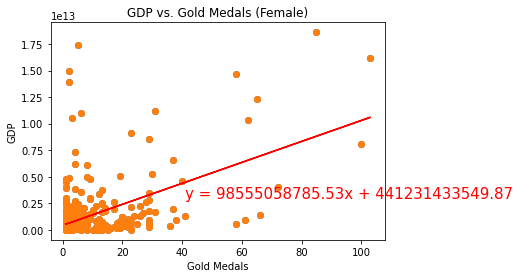 GDP vs. Gold Medals (Female)
1e13
1.75
1.50
1.25
1.00
0.75
0.50
0.25
0.00
GDP
y = 98555058785.53x + 441231433549.87
0 20 40 60 80 100
Gold Medals